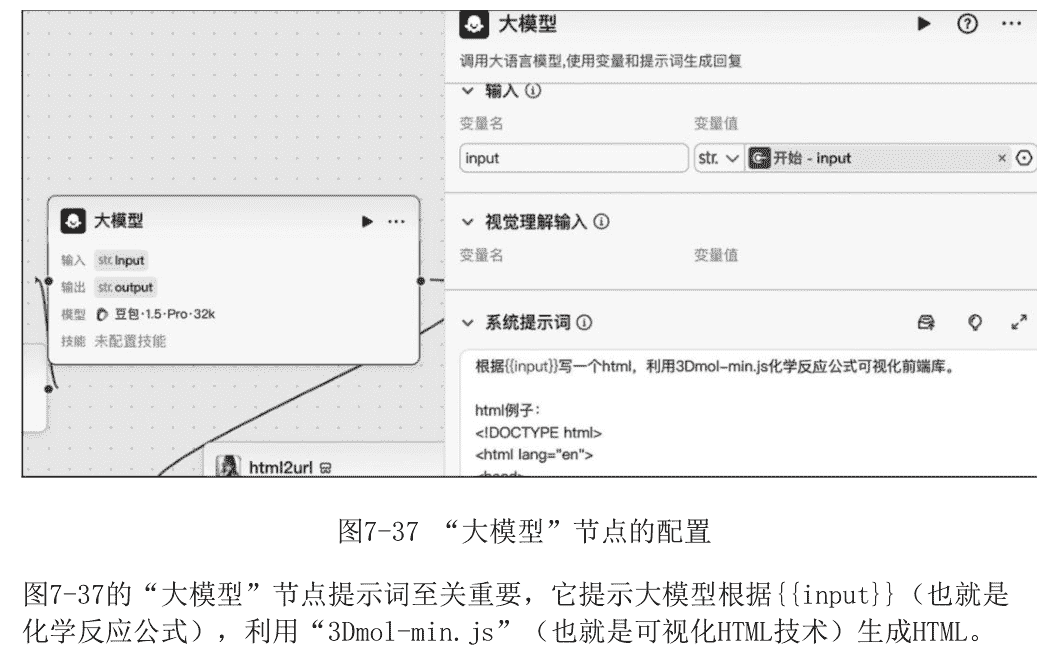 大模型
调用大语言模型,使用变量和提示词生成回复
输入
变量名 变量值
input str. 开始 - input
大模型
输入 str. input
输出 str. output
模型 豆包·1.5·Pro·32k
技能 未配置技能
视觉理解输入
变量名 变量值
系统提示词
根据{{input}}写一个html，利用3Dmol-min.js化学反应公式可视化前端库。
html例子：
<!DOCTYPE html>
<html lang="en">
<head>
html2url
图7-37 “大模型”节点的配置
图7-37的“大模型”节点提示词至关重要，它提示大模型根据{{input}}（也就是
化学反应公式），利用“3Dmol-min.js”（也就是可视化HTML技术）生成HTML。